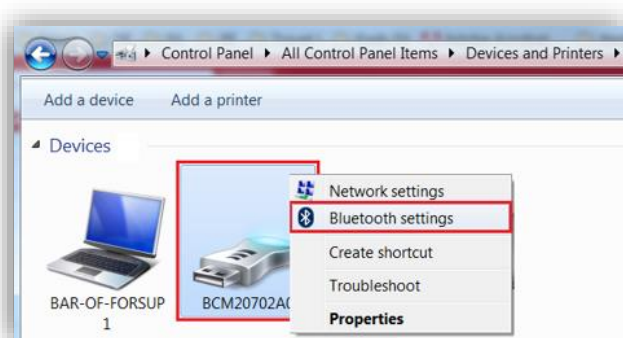 Control Panel ▸ All Control Panel Items ▸ Devices and Printers ▸
Add a device Add a printer
Devices
Network settings
Bluetooth settings
Create shortcut
Troubleshoot
Properties
BAR-OF-FORSUP
1
BCM20702A